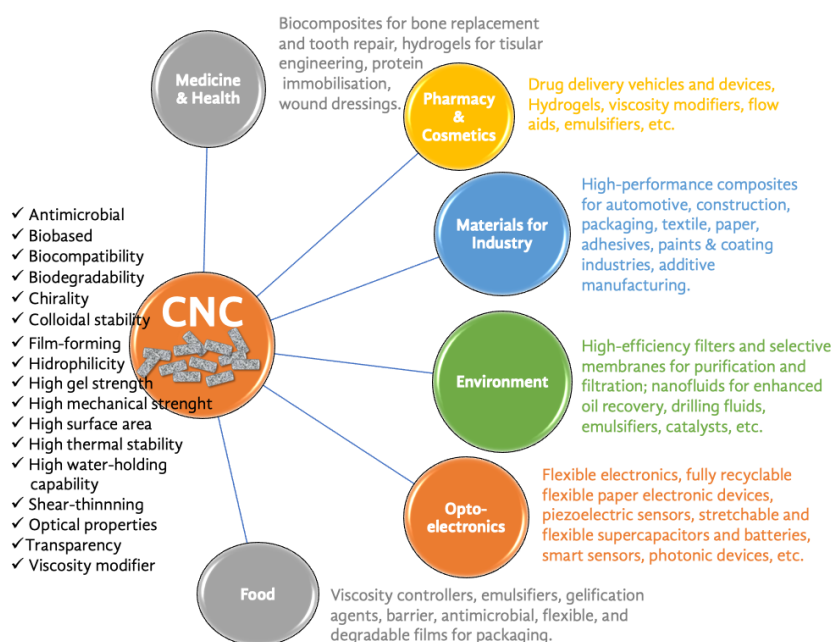 Biocomposites for bone replacement
and tooth repair, hydrogels for tisular
engineering, protein
immobilisation,
wound dressings.
Medicine
& Health
Pharmacy
&
Cosmetics
Drug delivery vehicles and devices,
Hydrogels, viscosity modifiers, flow
aids, emulsifiers, etc.
Materials for
Industry
High-performance composites
for automotive, construction,
packaging, textile, paper,
adhesives, paints & coating
industries, additive
manufacturing.
✓ Antimicrobial
✓ Biobased
✓ Biocompatibility
✓ Biodegradability
✓ Chirality
✓ Colloidal stability
✓ Film-forming
✓ Hidrophilicity
✓ High gel strength
✓ High mechanical strenght
✓ High surface area
✓ High thermal stability
✓ High water-holding
capability
✓ Shear-thinnning
✓ Optical properties
✓Transparency
✓ Viscosity modifier
CNC
Environment
High-efficiency filters and selective
membranes for purification and
filtration; nanofluids for enhanced
oil recovery, drilling fluids,
emulsifiers, catalysts, etc.
Opto-
electronics
Flexible electronics, fully recyclable
flexible paper electronic devices,
piezoelectric sensors, stretchable and
flexible supercapacitors and batteries,
smart sensors, photonic devices, etc.
Food
Viscosity controllers, emulsifiers, gelification
agents, barrier, antimicrobial, flexible, and
degradable films for packaging.